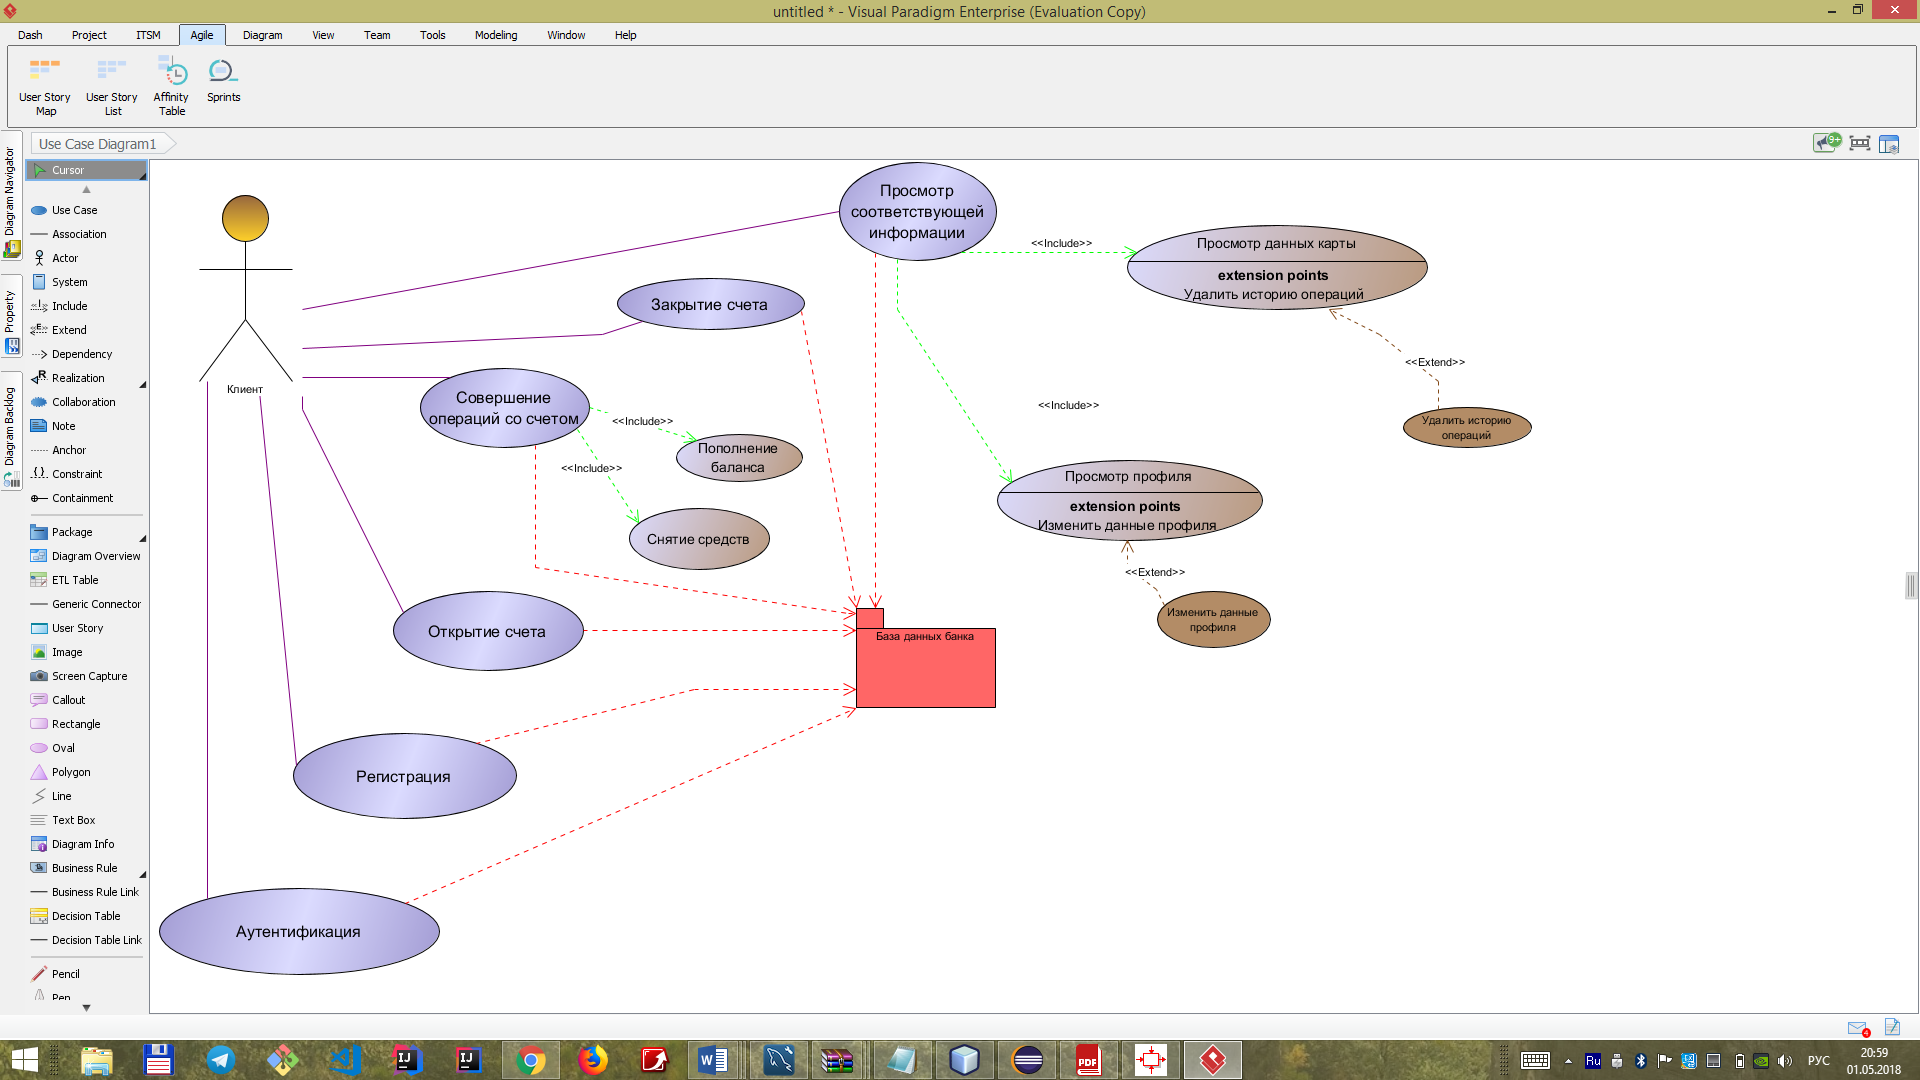 untitled * - Visual Paradigm Enterprise (Evaluation Copy)
Dash Project ITSM Agile Diagram View Team Tools Modeling Window Help
User Story Map
User Story List
Affinity Table
Sprints
Use Case Diagram1
9+
Diagram Navigator
Property
Diagram Backlog
Cursor
Use Case
Association
Actor
System
Include
Extend
Dependency
Realization
Collaboration
Note
Anchor
Constraint
Containment
Package
Diagram Overview
ETL Table
Generic Connector
User Story
Image
Screen Capture
Callout
Rectangle
Oval
Polygon
Line
Text Box
Diagram Info
Business Rule
Business Rule Link
Decision Table
Decision Table Link
Pencil
Pen
Клиент
Просмотр
соответствующей
информации
<<Include>>
Просмотр данных карты
extension points
Удалить историю операций
Закрытие счета
<<Extend>>
Удалить историю
операций
Совершение
операций со счетом
<<Include>>
<<Include>>
<<Include>>
Пополнение
баланса
Снятие средств
Просмотр профиля
extension points
Изменить данные профиля
<<Extend>>
Изменить данные
профиля
Открытие счета
База данных банка
Регистрация
Аутентификация
4
Ru
РУС
20:59
01.05.2018